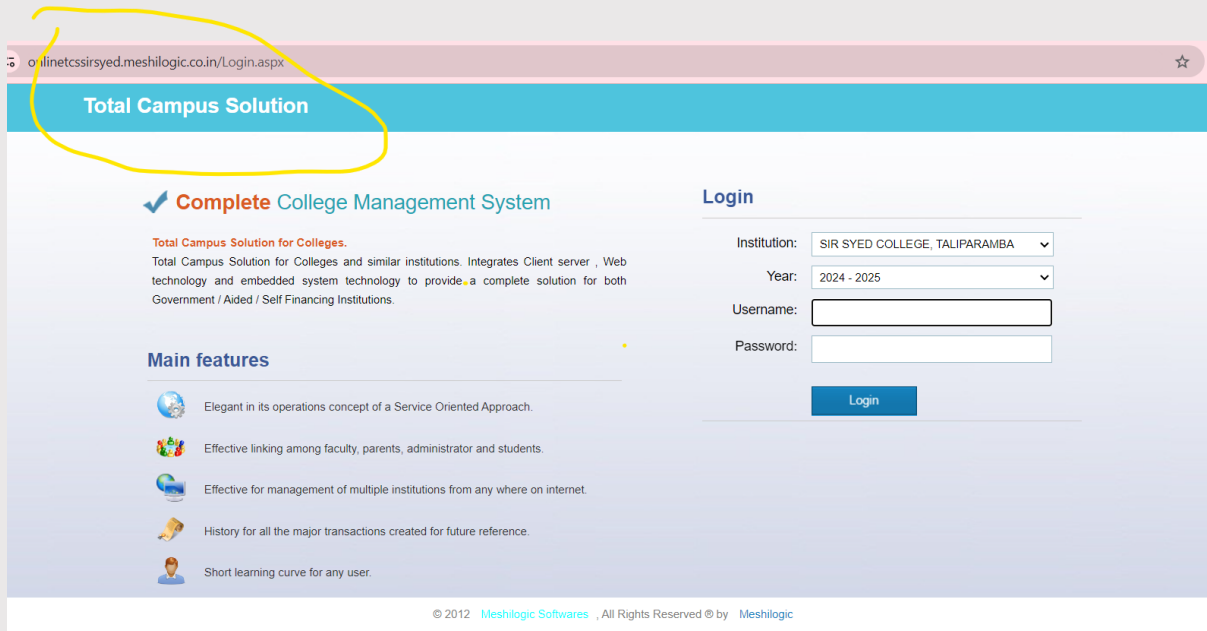 onlinetcssirsyed.meshilogic.co.in/Login.aspx
Total Campus Solution
Complete College Management System
Total Campus Solution for Colleges.
Total Campus Solution for Colleges and similar institutions. Integrates Client server , Web
technology and embedded system technology to provide a complete solution for both
Government / Aided / Self Financing Institutions.
Main features
Elegant in its operations concept of a Service Oriented Approach.
Effective linking among faculty, parents, administrator and students.
Effective for management of multiple institutions from any where on internet.
History for all the major transactions created for future reference.
Short learning curve for any user.
Login
Institution: SIR SYED COLLEGE, TALIPARAMBA
Year: 2024 - 2025
Username:
Password:
Login
© 2012 Meshilogic Softwares , All Rights Reserved ® by Meshilogic